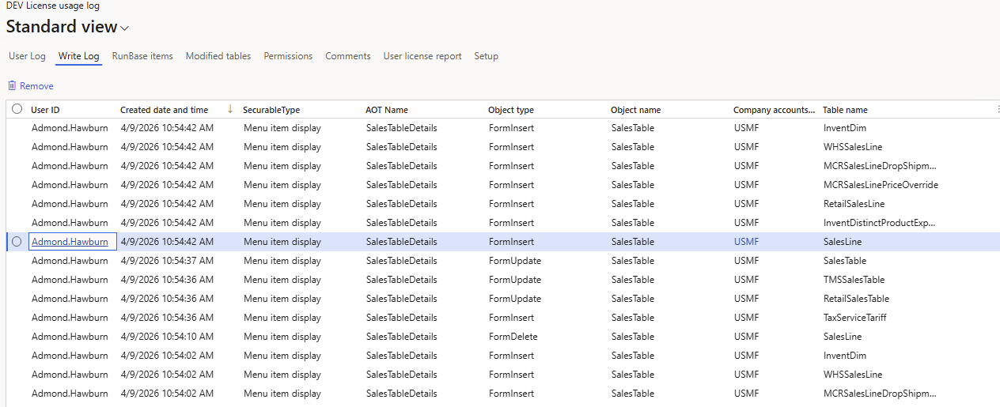 DEV License usage log
Standard view
User Log Write Log RunBase items Modified tables Permissions Comments User license report Setup
Remove
User ID Created date and time ↓ SecurableType AOT Name Object type Object name Company accounts... Table name
Admond.Hawburn 4/9/2026 10:54:42 AM Menu item display SalesTableDetails FormInsert SalesTable USMF InventDim
Admond.Hawburn 4/9/2026 10:54:42 AM Menu item display SalesTableDetails FormInsert SalesTable USMF WHSSalesLine
Admond.Hawburn 4/9/2026 10:54:42 AM Menu item display SalesTableDetails FormInsert SalesTable USMF MCRSalesLineDropShipm...
Admond.Hawburn 4/9/2026 10:54:42 AM Menu item display SalesTableDetails FormInsert SalesTable USMF MCRSalesLinePriceOverride
Admond.Hawburn 4/9/2026 10:54:42 AM Menu item display SalesTableDetails FormInsert SalesTable USMF RetailSalesLine
Admond.Hawburn 4/9/2026 10:54:42 AM Menu item display SalesTableDetails FormInsert SalesTable USMF InventDistinctProductExp...
Admond.Hawburn 4/9/2026 10:54:42 AM Menu item display SalesTableDetails FormInsert SalesTable USMF SalesLine
Admond.Hawburn 4/9/2026 10:54:37 AM Menu item display SalesTableDetails FormUpdate SalesTable USMF SalesTable
Admond.Hawburn 4/9/2026 10:54:36 AM Menu item display SalesTableDetails FormUpdate SalesTable USMF TMSSalesTable
Admond.Hawburn 4/9/2026 10:54:36 AM Menu item display SalesTableDetails FormUpdate SalesTable USMF RetailSalesTable
Admond.Hawburn 4/9/2026 10:54:36 AM Menu item display SalesTableDetails FormInsert SalesTable USMF TaxServiceTariff
Admond.Hawburn 4/9/2026 10:54:10 AM Menu item display SalesTableDetails FormDelete SalesTable USMF SalesLine
Admond.Hawburn 4/9/2026 10:54:02 AM Menu item display SalesTableDetails FormInsert SalesTable USMF InventDim
Admond.Hawburn 4/9/2026 10:54:02 AM Menu item display SalesTableDetails FormInsert SalesTable USMF WHSSalesLine
Admond.Hawburn 4/9/2026 10:54:02 AM Menu item display SalesTableDetails FormInsert SalesTable USMF MCRSalesLineDropShipm...